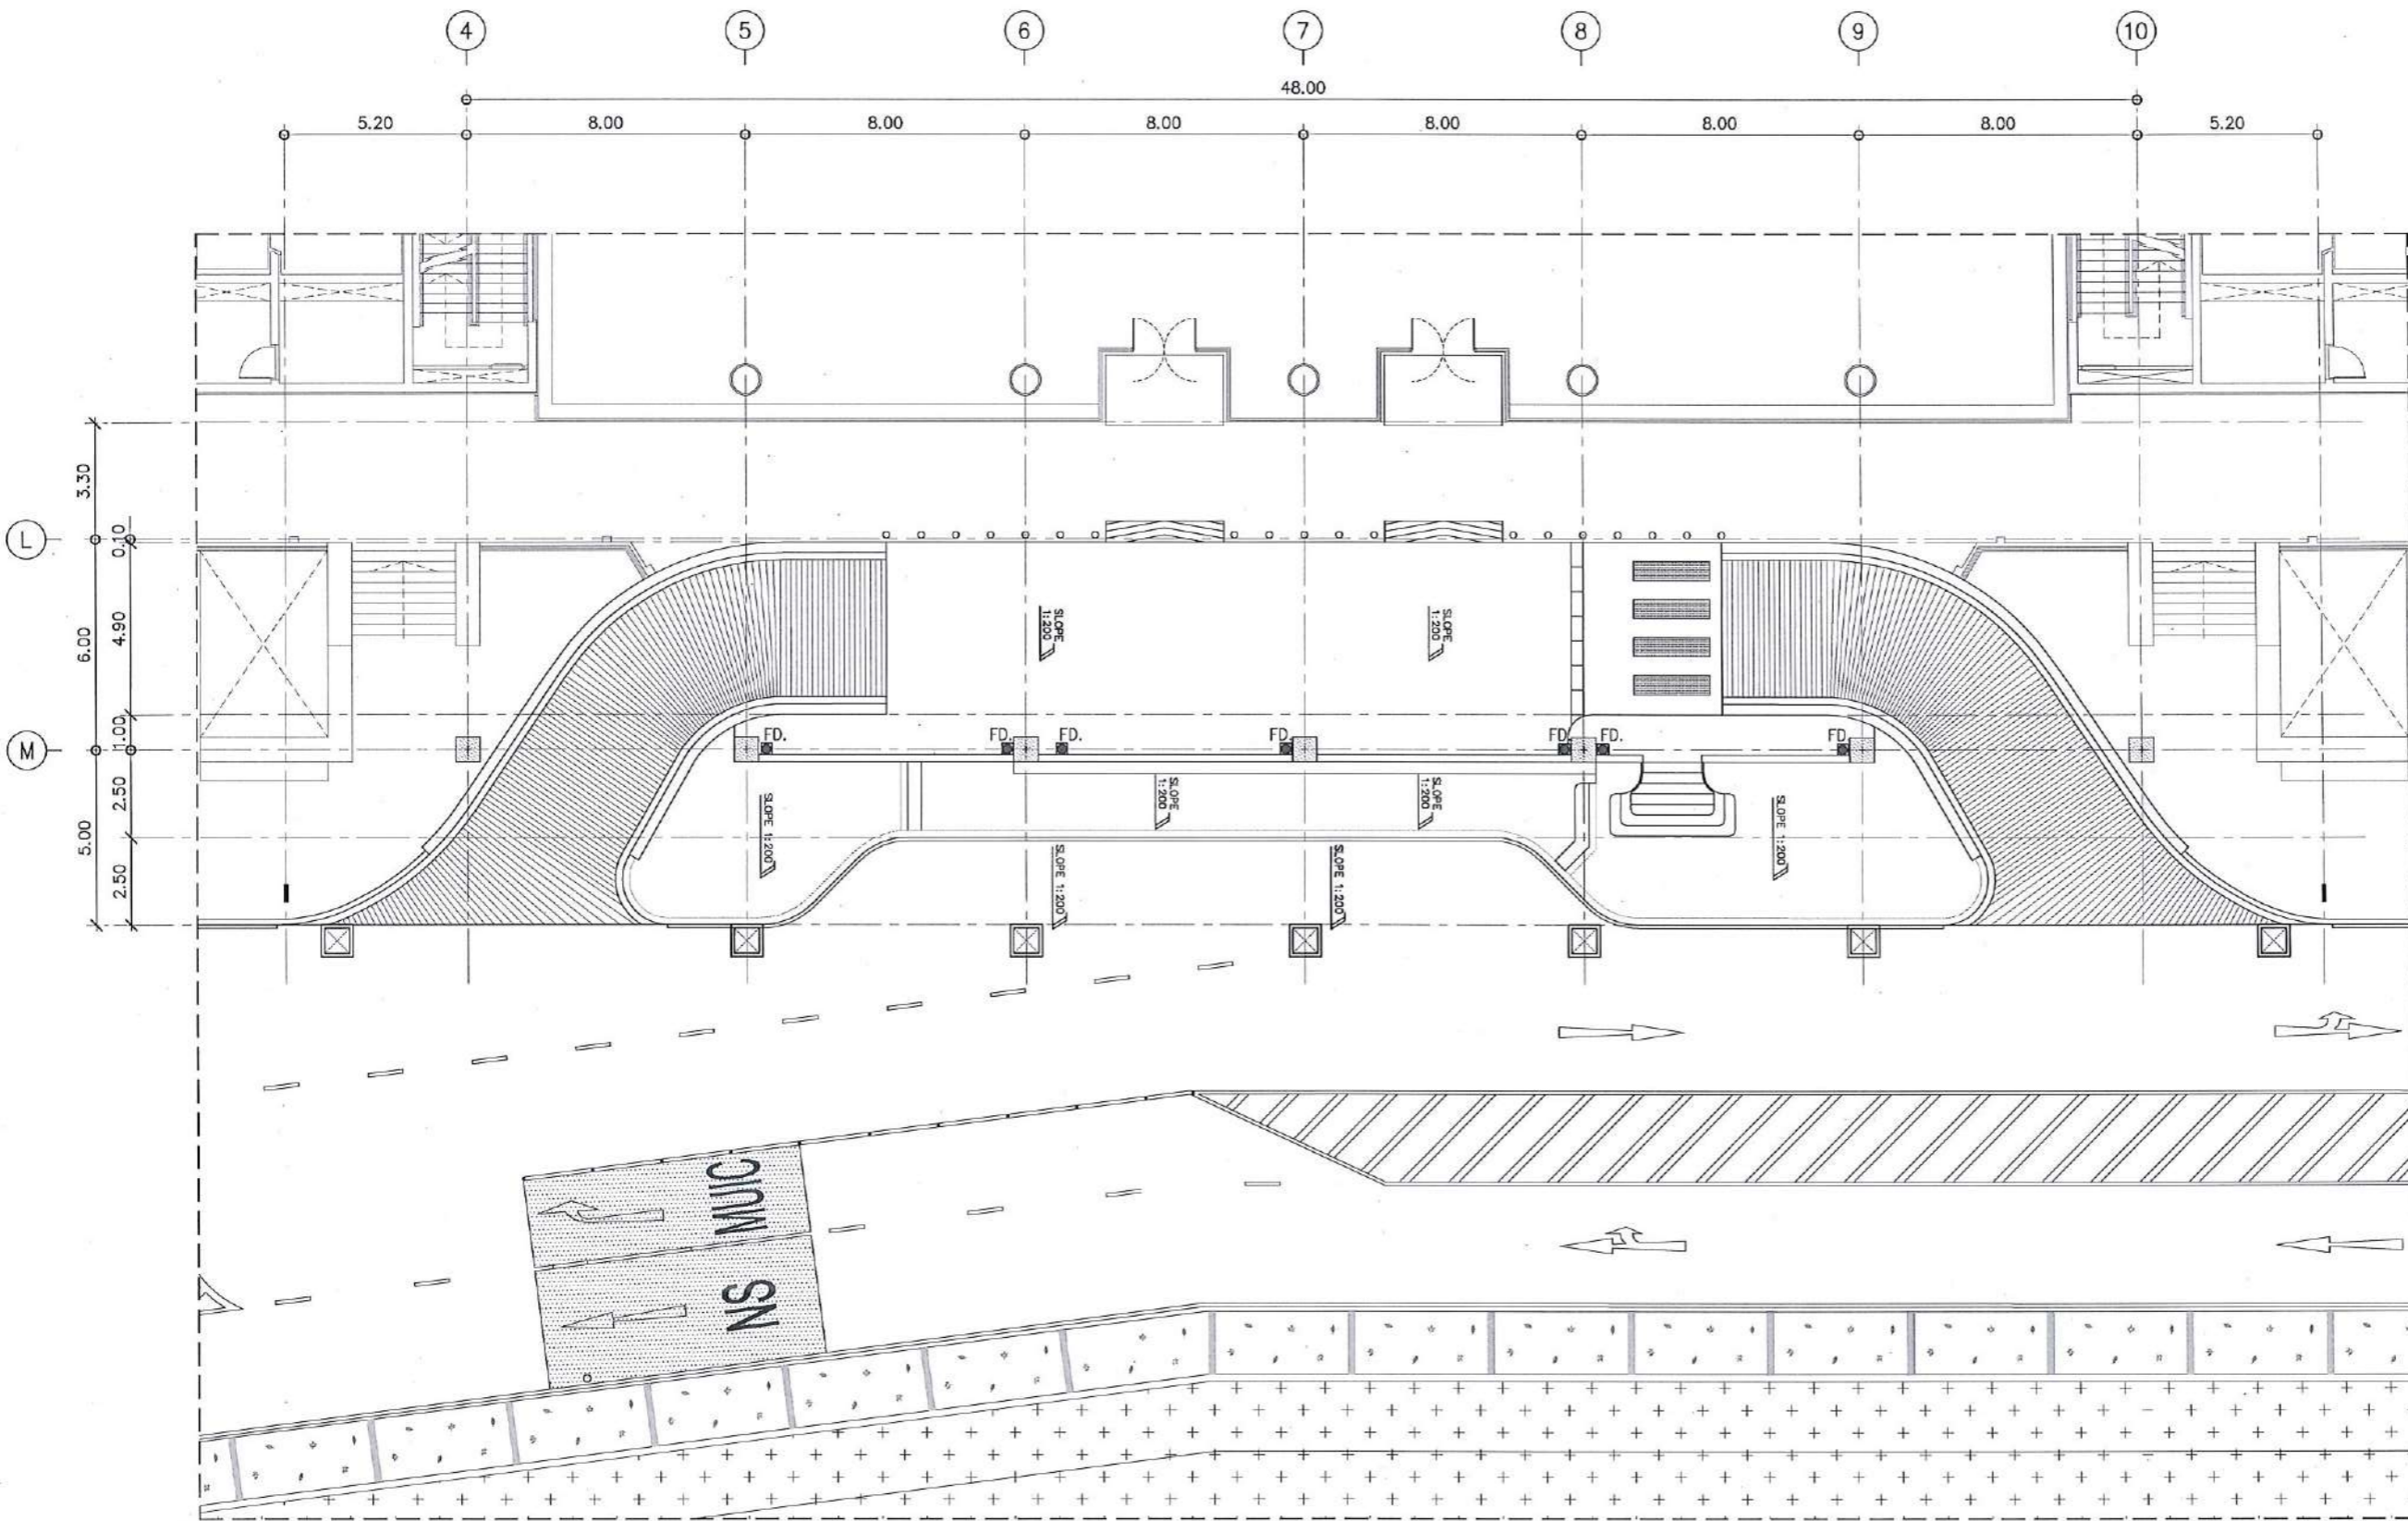 4 5 6 7 8 9 10
48.00
5.20 8.00 8.00 8.00 8.00 8.00 8.00 5.20
3.30
L
0.10
6.00
4.90
SLOPE
1:200
SLOPE
1:200
1.00
M
FD. FD. FD. FD. FD. FD. FD.
2.50
5.00
2.50
SLOPE 1:200
SLOPE
1:200
SLOPE
1:200
SLOPE 1:200
SLOPE 1:200
SLOPE 1:200
MUIC
NS